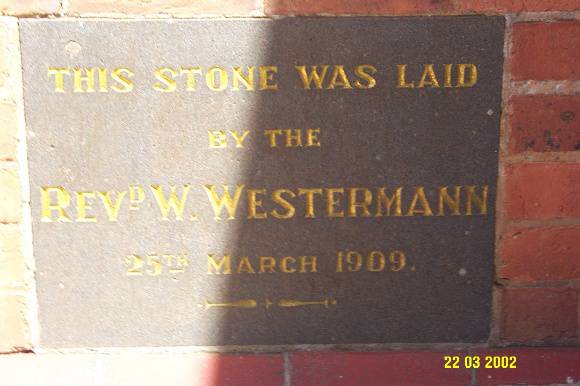 THIS STONE WAS LAID
BY THE
REVD W. WESTERMANN
25TH MARCH 1909.
22 03 2002